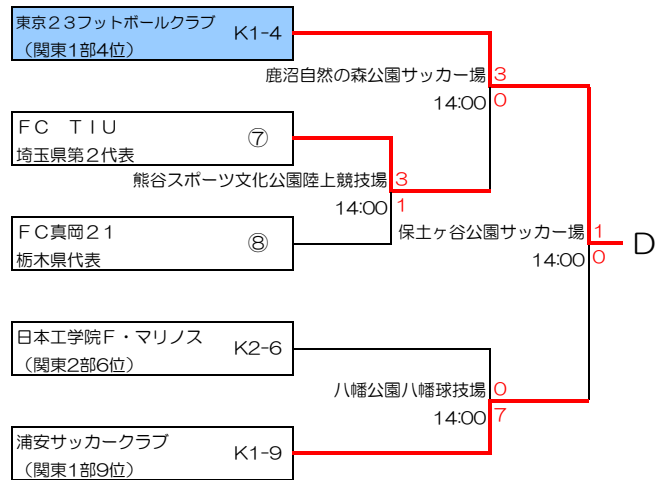 東京２３フットボールクラブ
（関東1部4位）
K1-4
鹿沼自然の森公園サッカー場
3
14:00
0
ＦＣ　ＴＩＵ
埼玉県第２代表
⑦
熊谷スポーツ文化公園陸上競技場
3
14:00
1
ＦＣ真岡２１
栃木県代表
⑧
保土ヶ谷公園サッカー場
1
14:00
0
D
日本工学院Ｆ・マリノス
（関東2部6位）
K2-6
八幡公園八幡球技場
0
14:00
7
浦安サッカークラブ
（関東1部9位）
K1-9